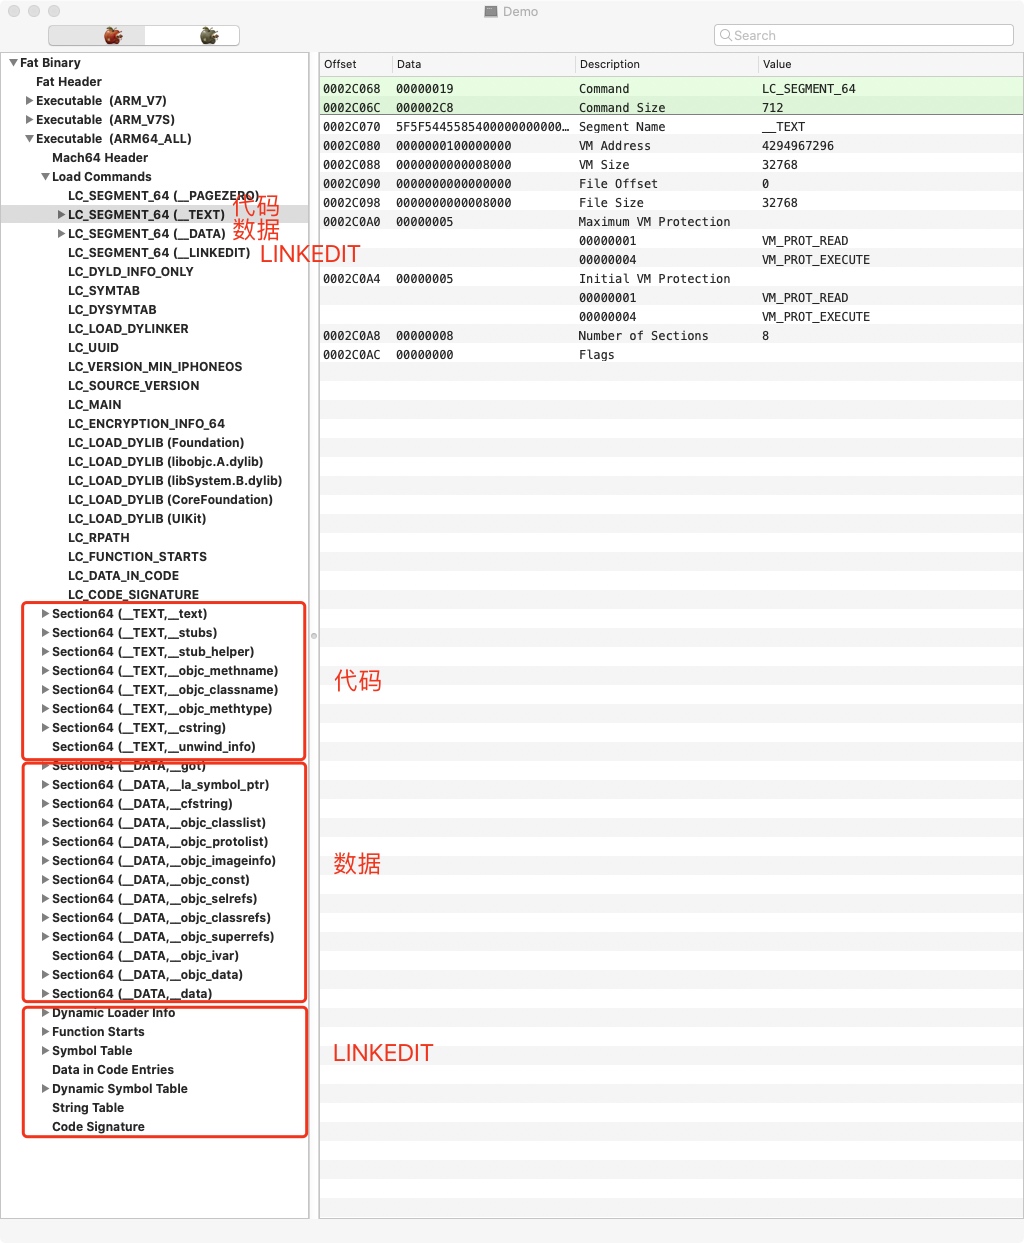 Demo
Search
Fat Binary
Fat Header
Executable (ARM_V7)
Executable (ARM_V7S)
Executable (ARM64_ALL)
Mach64 Header
Load Commands
LC_SEGMENT_64 (__PAGEZERO)
LC_SEGMENT_64 (__TEXT) 代码
LC_SEGMENT_64 (__DATA) 数据
LC_SEGMENT_64 (__LINKEDIT) LINKEDIT
LC_DYLD_INFO_ONLY
LC_SYMTAB
LC_DYSYMTAB
LC_LOAD_DYLINKER
LC_UUID
LC_VERSION_MIN_IPHONEOS
LC_SOURCE_VERSION
LC_MAIN
LC_ENCRYPTION_INFO_64
LC_LOAD_DYLIB (Foundation)
LC_LOAD_DYLIB (libobjc.A.dylib)
LC_LOAD_DYLIB (libSystem.B.dylib)
LC_LOAD_DYLIB (CoreFoundation)
LC_LOAD_DYLIB (UIKit)
LC_RPATH
LC_FUNCTION_STARTS
LC_DATA_IN_CODE
LC_CODE_SIGNATURE
Section64 (__TEXT,__text)
Section64 (__TEXT,__stubs)
Section64 (__TEXT,__stub_helper)
Section64 (__TEXT,__objc_methname)
Section64 (__TEXT,__objc_classname)
Section64 (__TEXT,__objc_methtype)
Section64 (__TEXT,__cstring)
Section64 (__TEXT,__unwind_info)
代码
Section64 (__DATA,__got)
Section64 (__DATA,__la_symbol_ptr)
Section64 (__DATA,__cfstring)
Section64 (__DATA,__objc_classlist)
Section64 (__DATA,__objc_protolist)
Section64 (__DATA,__objc_imageinfo)
Section64 (__DATA,__objc_const)
Section64 (__DATA,__objc_selrefs)
Section64 (__DATA,__objc_classrefs)
Section64 (__DATA,__objc_superrefs)
Section64 (__DATA,__objc_ivar)
Section64 (__DATA,__objc_data)
Section64 (__DATA,__data)
数据
Dynamic Loader Info
Function Starts
Symbol Table
Data in Code Entries
Dynamic Symbol Table
String Table
Code Signature
LINKEDIT
Offset Data Description Value
0002C068 00000019 Command LC_SEGMENT_64
0002C06C 000002C8 Command Size 712
0002C070 5F5F5445585400000000000… Segment Name __TEXT
0002C080 0000000100000000 VM Address 4294967296
0002C088 0000000000008000 VM Size 32768
0002C090 0000000000000000 File Offset 0
0002C098 0000000000008000 File Size 32768
0002C0A0 00000005 Maximum VM Protection
00000001 VM_PROT_READ
00000004 VM_PROT_EXECUTE
0002C0A4 00000005 Initial VM Protection
00000001 VM_PROT_READ
00000004 VM_PROT_EXECUTE
0002C0A8 00000008 Number of Sections 8
0002C0AC 00000000 Flags